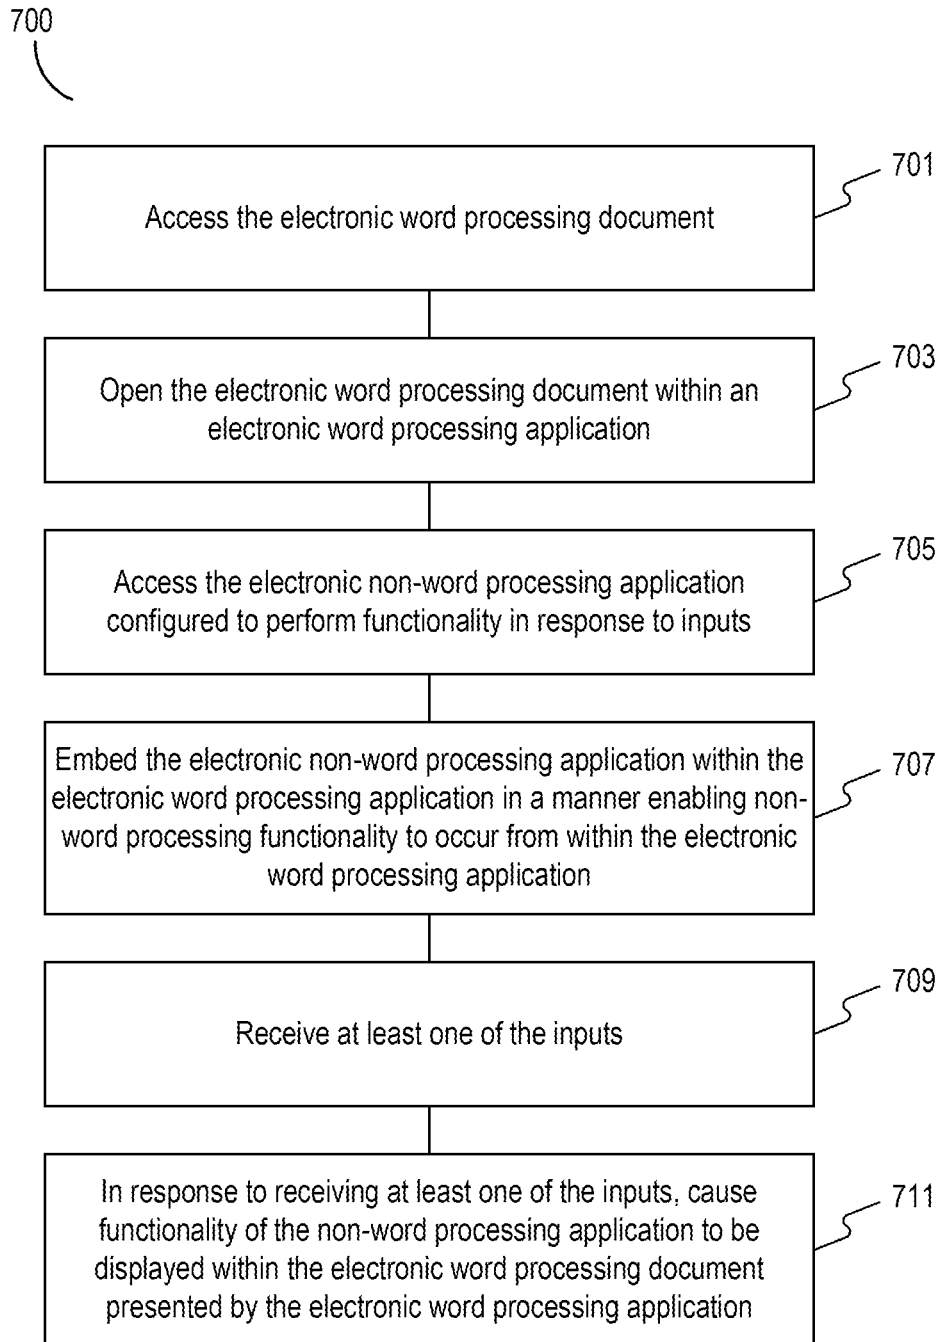 700
701
Access the electronic word processing document
703
Open the electronic word processing document within an
electronic word processing application
705
Access the electronic non-word processing application
configured to perform functionality in response to inputs
707
Embed the electronic non-word processing application within the
electronic word processing application in a manner enabling non-
word processing functionality to occur from within the electronic
word processing application
709
Receive at least one of the inputs
711
In response to receiving at least one of the inputs, cause
functionality of the non-word processing application to be
displayed within the electronic word processing document
presented by the electronic word processing application